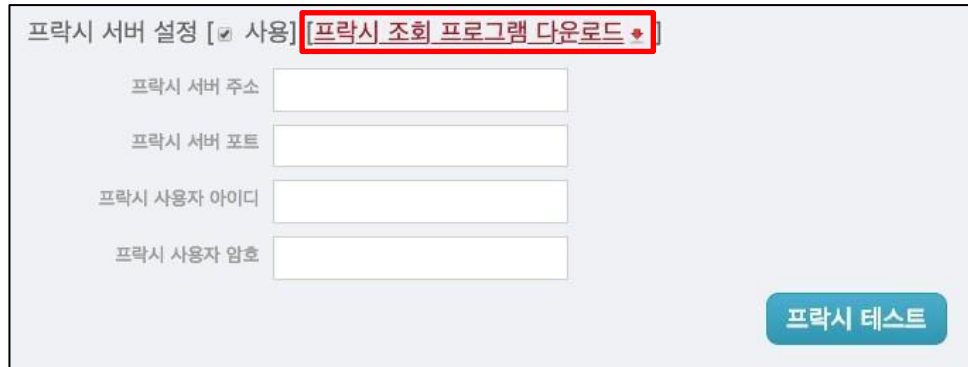 프락시 서버 설정 [☑ 사용] [프락시 조회 프로그램 다운로드]
프락시 서버 주소
프락시 서버 포트
프락시 사용자 아이디
프락시 사용자 암호
프락시 테스트